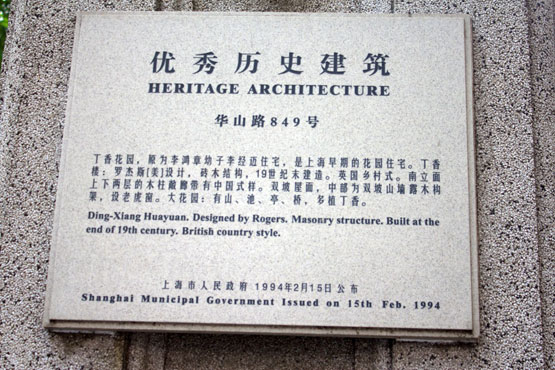 优秀历史建筑
HERITAGE ARCHITECTURE
华山路849号
丁香花园，原为李鸿章幼子李经迈住宅，是上海早期的花园住宅。丁香
楼：罗杰斯[美]设计，砖木结构，19世纪末建造。英国乡村式。南立面
上下两层的木柱敞廊带有中国式样。双坡屋面，中部为双坡山墙露木构
架，设老虎窗。大花园：有山、池、亭、桥，多植丁香。
Ding-Xiang Huayuan. Designed by Rogers. Masonry structure. Built at the
end of 19th century. British country style.
上海市人民政府 1994年2月15日公布
Shanghai Municipal Government Issued on 15th Feb. 1994